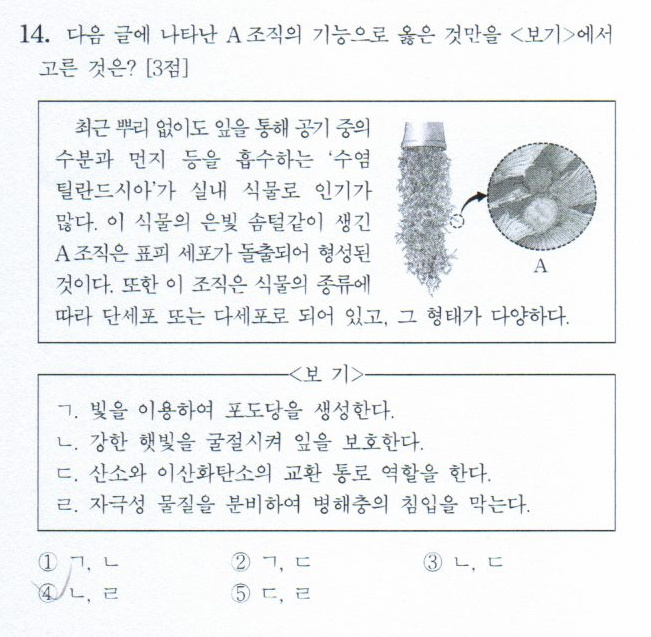 14. 다음 글에 나타난 A 조직의 기능으로 옳은 것만을 <보기>에서
고른 것은? [3점]
최근 뿌리 없이도 잎을 통해 공기 중의
수분과 먼지 등을 흡수하는 '수염
틸란드시아'가 실내 식물로 인기가
많다. 이 식물의 은빛 솜털같이 생긴
A 조직은 표피 세포가 돌출되어 형성된
것이다. 또한 이 조직은 식물의 종류에
따라 단세포 또는 다세포로 되어 있고, 그 형태가 다양하다.
A
<보 기>
ㄱ. 빛을 이용하여 포도당을 생성한다.
ㄴ. 강한 햇빛을 굴절시켜 잎을 보호한다.
ㄷ. 산소와 이산화탄소의 교환 통로 역할을 한다.
ㄹ. 자극성 물질을 분비하여 병해충의 침입을 막는다.
① ㄱ, ㄴ ② ㄱ, ㄷ ③ ㄴ, ㄷ
④ ㄴ, ㄹ ⑤ ㄷ, ㄹ